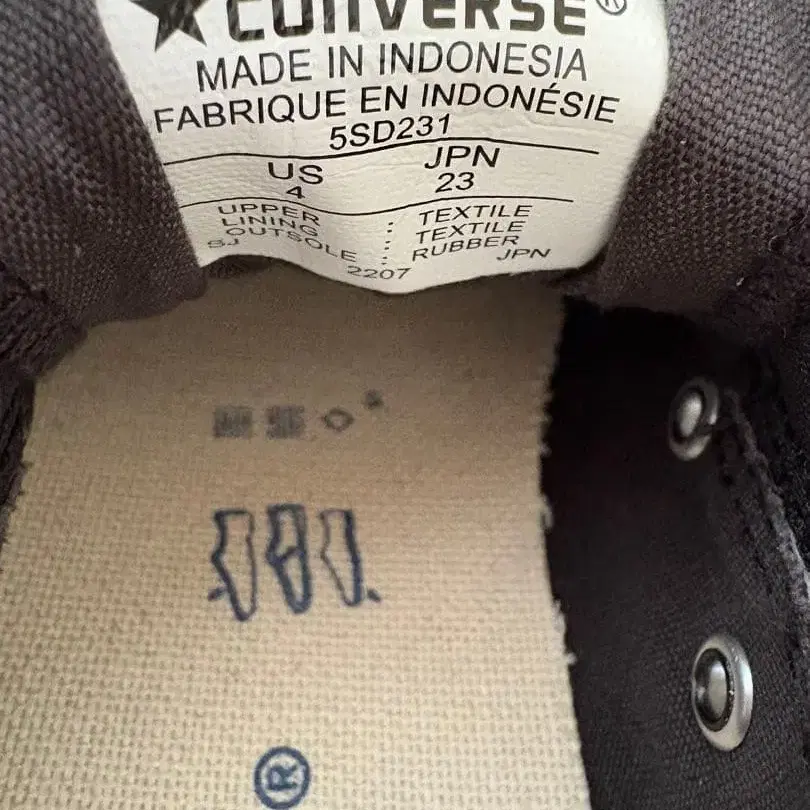 CONVERSE®
MADE IN INDONESIA
FABRIQUE EN INDONÉSIE
5SD231
US JPN
4 23
UPPER : TEXTILE
LINING : TEXTILE
OUTSOLE : RUBBER
SJ 2207 JPN
®